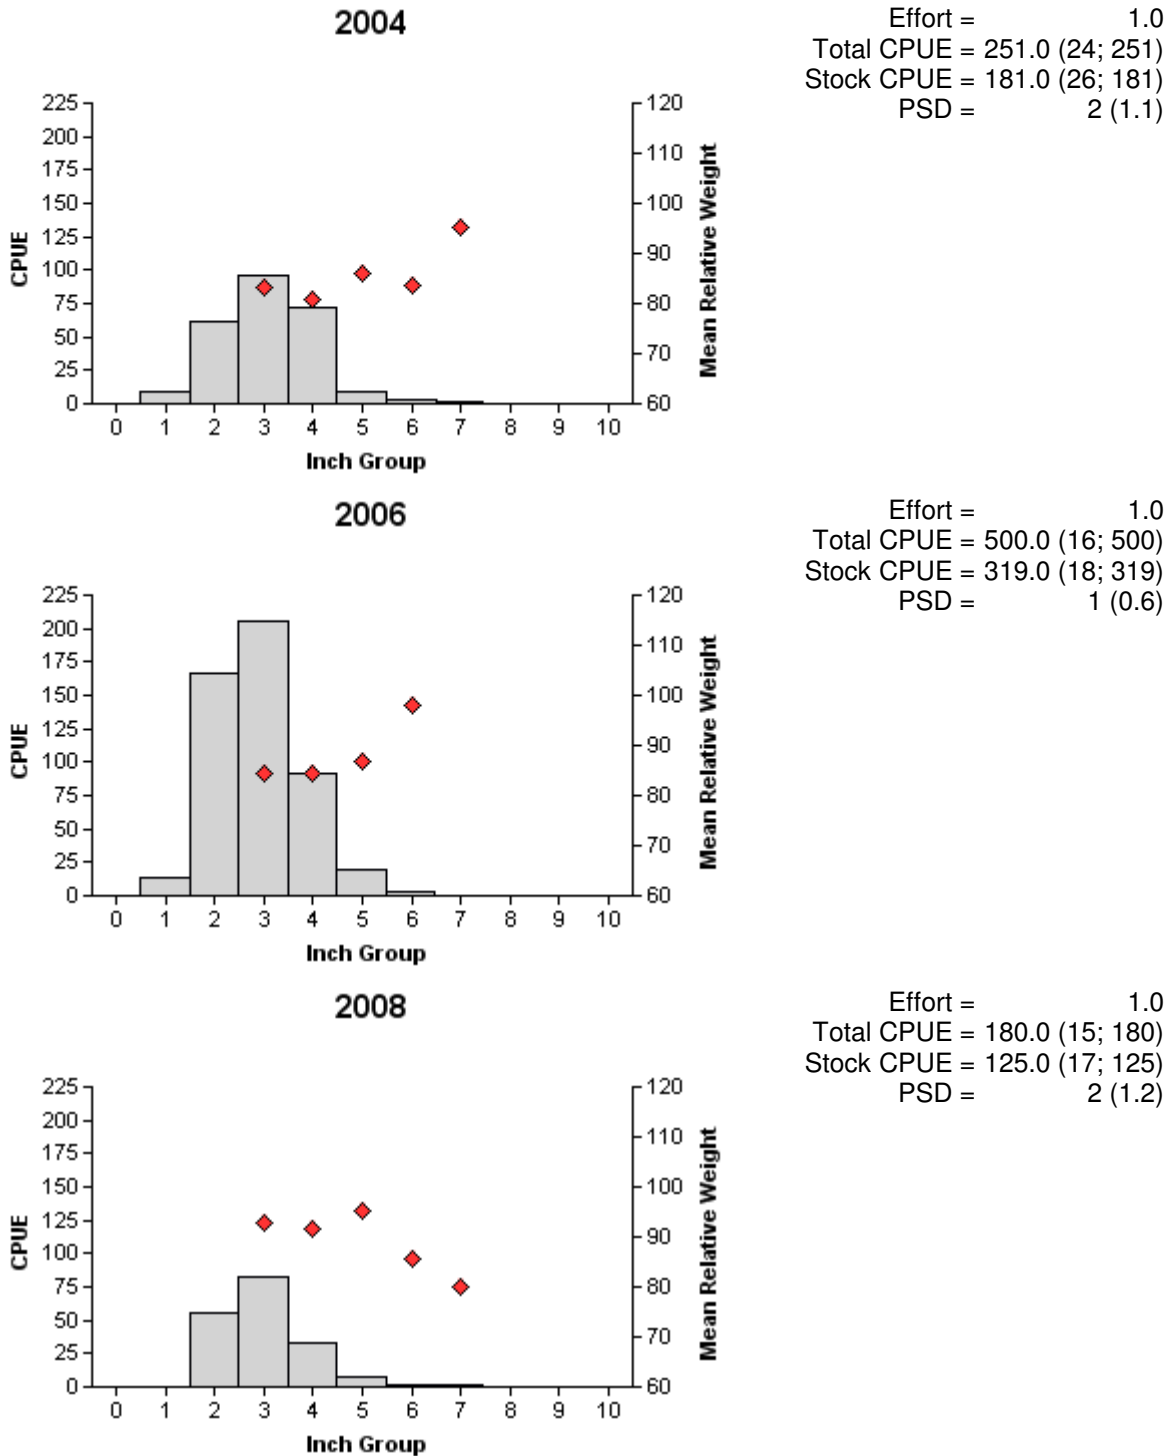 2004
Effort = 1.0
Total CPUE = 251.0 (24; 251)
Stock CPUE = 181.0 (26; 181)
PSD = 2 (1.1)
225
200
175
150
125
100
75
50
25
0
CPUE
120
110
100
90
80
70
60
Mean Relative Weight
0 1 2 3 4 5 6 7 8 9 10
Inch Group
2006
Effort = 1.0
Total CPUE = 500.0 (16; 500)
Stock CPUE = 319.0 (18; 319)
PSD = 1 (0.6)
225
200
175
150
125
100
75
50
25
0
CPUE
120
110
100
90
80
70
60
Mean Relative Weight
0 1 2 3 4 5 6 7 8 9 10
Inch Group
2008
Effort = 1.0
Total CPUE = 180.0 (15; 180)
Stock CPUE = 125.0 (17; 125)
PSD = 2 (1.2)
225
200
175
150
125
100
75
50
25
0
CPUE
120
110
100
90
80
70
60
Mean Relative Weight
0 1 2 3 4 5 6 7 8 9 10
Inch Group